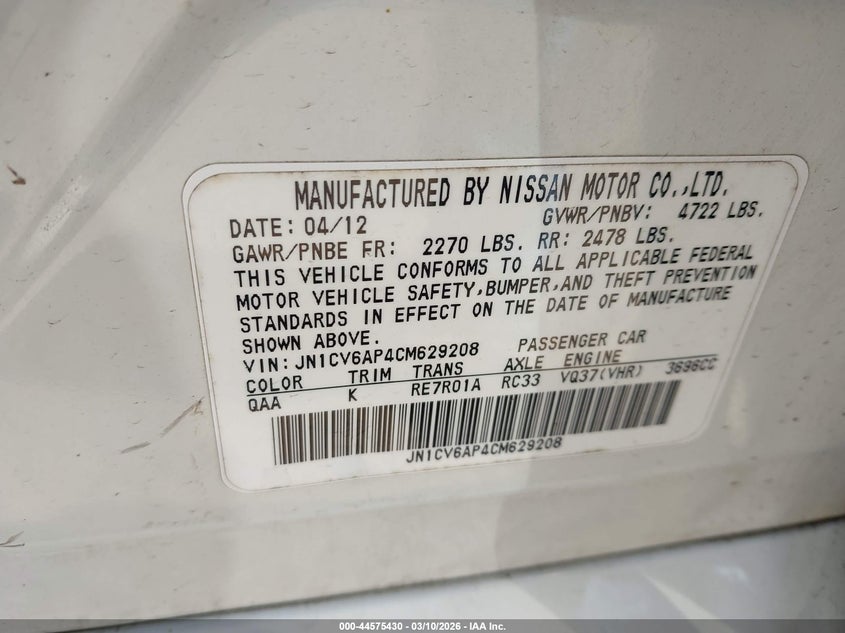 MANUFACTURED BY NISSAN MOTOR CO.,LTD.
DATE: 04/12 GVWR/PNBV: 4722 LBS.
GAWR/PNBE FR: 2270 LBS. RR: 2478 LBS.
THIS VEHICLE CONFORMS TO ALL APPLICABLE FEDERAL
MOTOR VEHICLE SAFETY,BUMPER,AND THEFT PREVENTION
STANDARDS IN EFFECT ON THE DATE OF MANUFACTURE
SHOWN ABOVE.
VIN:JN1CV6AP4CM629208 PASSENGER CAR
COLOR TRIM TRANS AXLE ENGINE
QAA K RE7R01A RC33 VQ37(VHR) 3696CC
JN1CV6AP4CM629208
000-44575430 - 03/10/2026 - IAA Inc.